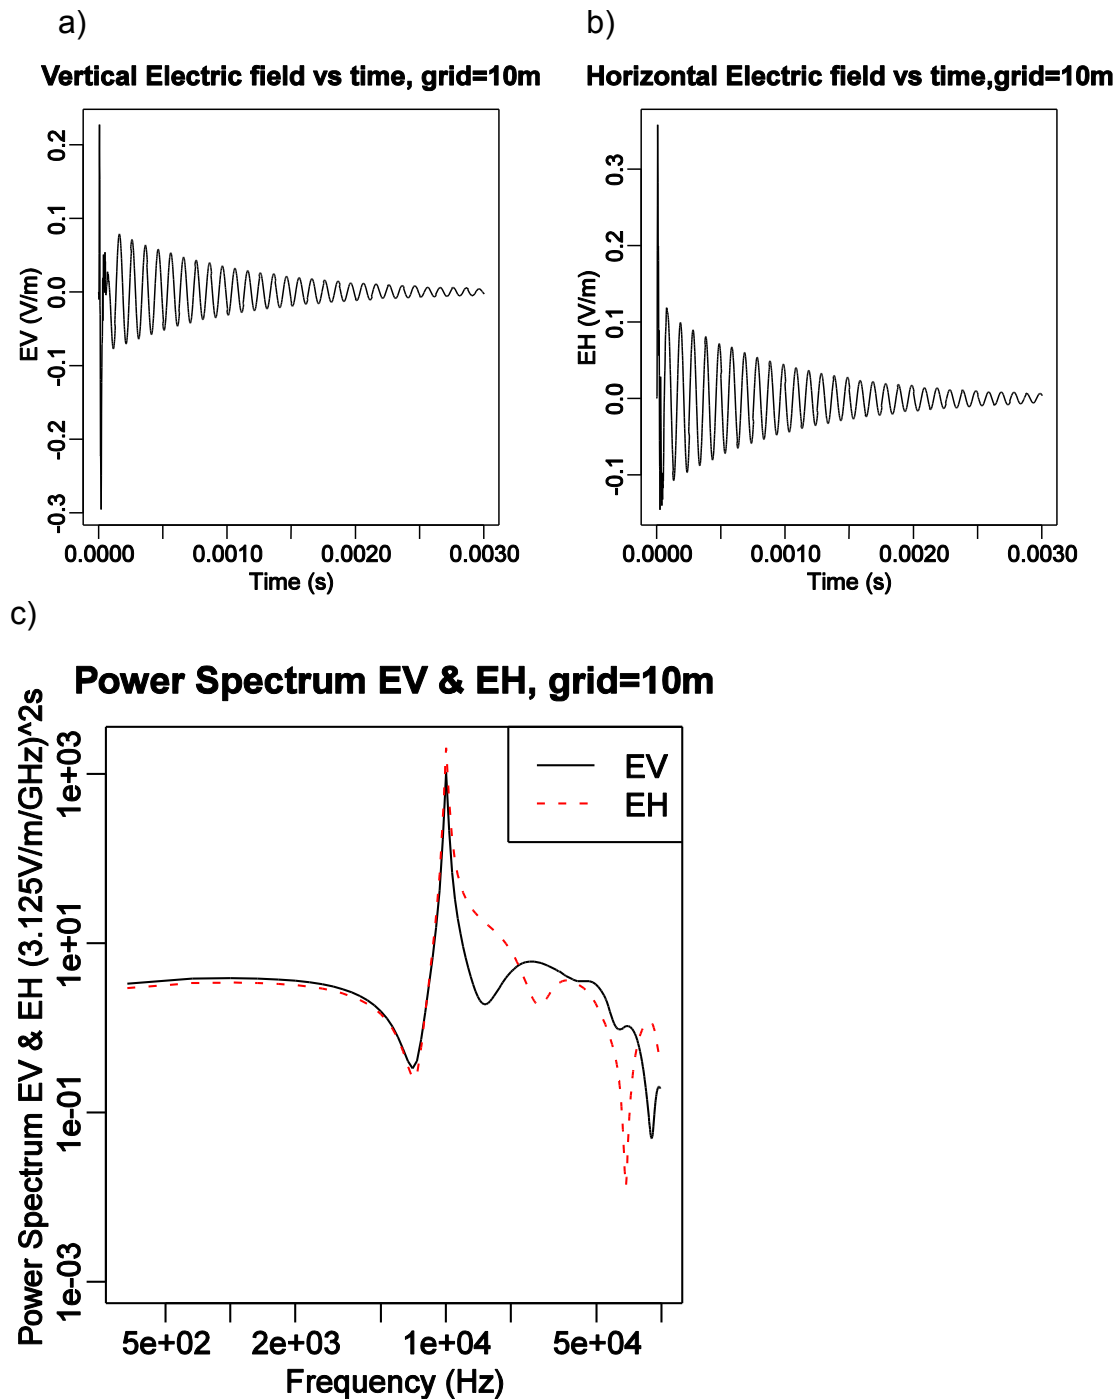 a)
Vertical Electric field vs time, grid=10m
EV (V/m)
0.2
0.1
0.0
-0.1
-0.2
-0.3
0.0000 0.0010 0.0020 0.0030
Time (s)
b)
Horizontal Electric field vs time,grid=10m
EH (V/m)
0.3
0.2
0.1
0.0
-0.1
0.0000 0.0010 0.0020 0.0030
Time (s)
c)
Power Spectrum EV & EH, grid=10m
Power Spectrum EV & EH (3.125V/m/GHz)^2s
1e+03
1e+01
1e-01
1e-03
EV
EH
5e+02 2e+03 1e+04 5e+04
Frequency (Hz)